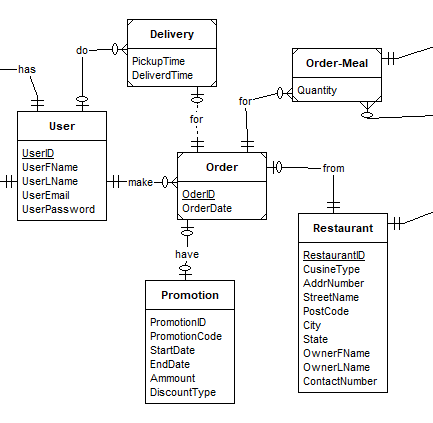 Delivery
PickupTime
DeliverdTime
do
has
Order-Meal
Quantity
for
for
User
UserID
UserFName
UserLName
UserEmail
UserPassword
make
Order
OderID
OrderDate
from
have
Restaurant
RestaurantID
CusineType
AddrNumber
StreetName
PostCode
City
State
OwnerFName
OwnerLName
ContactNumber
Promotion
PromotionID
PromotionCode
StartDate
EndDate
Ammount
DiscountType